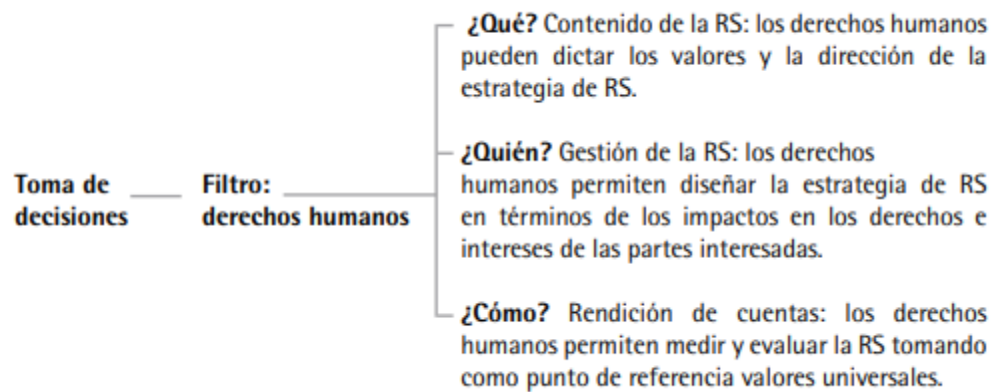 Toma de
decisiones
Filtro:
derechos humanos
¿Qué? Contenido de la RS: los derechos humanos
pueden dictar los valores y la dirección de la
estrategia de RS.
¿Quién? Gestión de la RS: los derechos
humanos permiten diseñar la estrategia de RS
en términos de los impactos en los derechos e
intereses de las partes interesadas.
¿Cómo? Rendición de cuentas: los derechos
humanos permiten medir y evaluar la RS tomando
como punto de referencia valores universales.